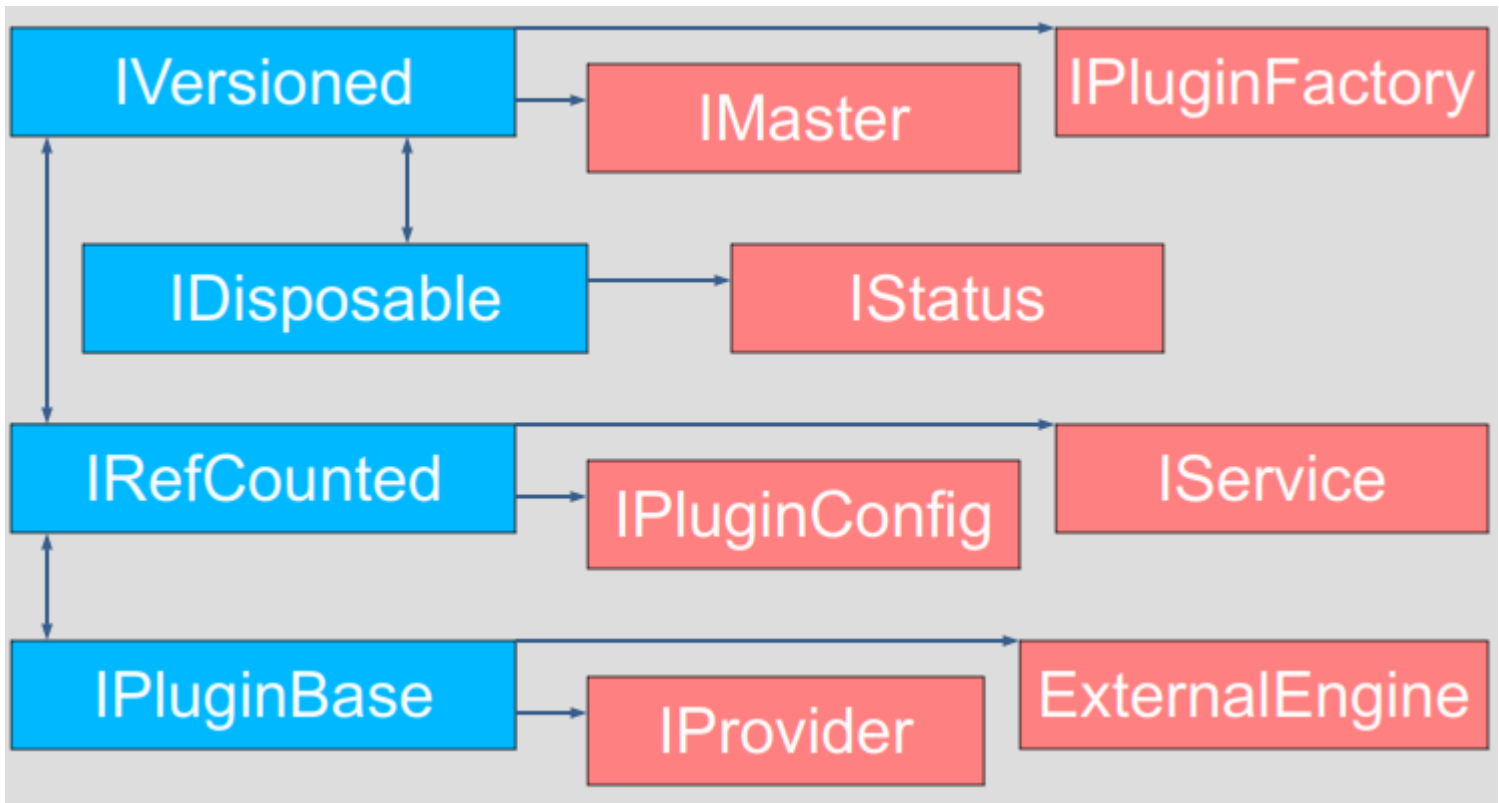 IVersioned
IPluginFactory
IMaster
IDisposable
IStatus
IRefCounted
IService
IPluginConfig
IPluginBase
ExternalEngine
IProvider